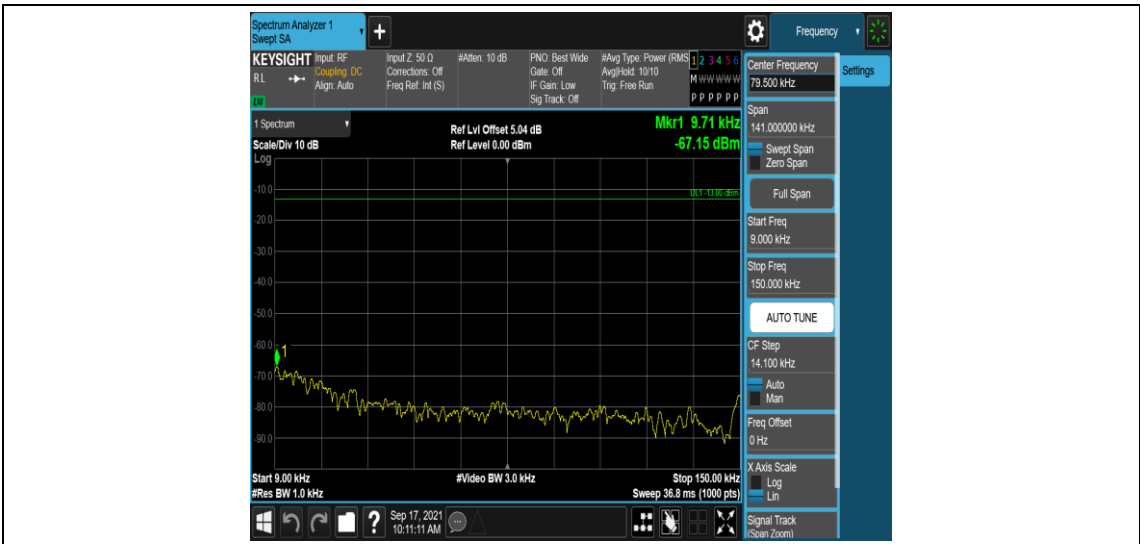 Spectrum Analyzer 1
Swept SA
+
Frequency
KEYSIGHT
RL
Input: RF
Coupling: DC
Align: Auto
Input Z: 50 Ω
Corrections: Off
Freq Ref: Int (S)
#Atten: 10 dB
PNO: Best Wide
Gate: Off
IF Gain: Low
Sig Track: Off
#Avg Type: Power (RMS
Avg|Hold: 10/10
Trig: Free Run
1 2 3 4 5 6
M W W W W W
P P P P P P
Center Frequency
79.500 kHz
Settings
Span
141.000000 kHz
Swept Span
Zero Span
Full Span
Start Freq
9.000 kHz
Stop Freq
150.000 kHz
AUTO TUNE
CF Step
14.100 kHz
Auto
Man
Freq Offset
0 Hz
X Axis Scale
Log
Lin
Signal Track
(Span Zoom)
1 Spectrum
Scale/Div 10 dB
Log
Ref Lvl Offset 5.04 dB
Ref Level 0.00 dBm
Mkr1 9.71 kHz
-67.15 dBm
DL1 -13.00 dBm
-10.0
-20.0
-30.0
-40.0
-50.0
-60.0
-70.0
-80.0
-90.0
1
Start 9.00 kHz
#Res BW 1.0 kHz
#Video BW 3.0 kHz
Stop 150.00 kHz
Sweep 36.8 ms (1000 pts)
?
Sep 17, 2021
10:11:11 AM